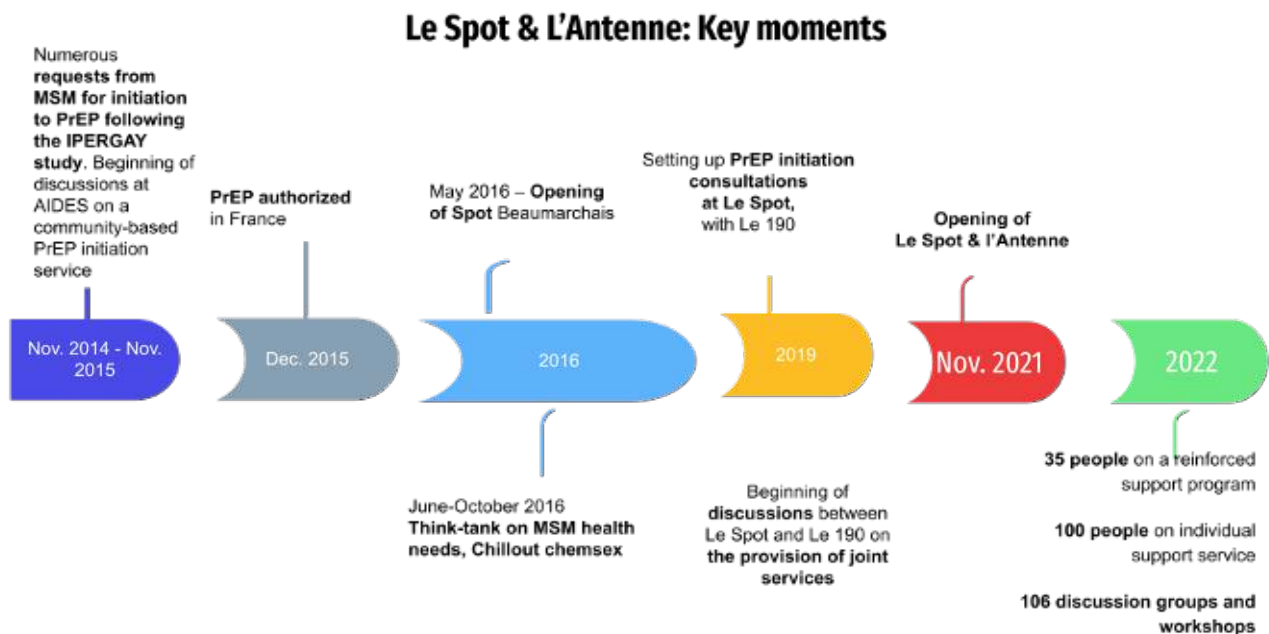 Le Spot & L'Antenne: Key moments
Numerous
requests from
MSM for initiation
to PrEP following
the IPERGAY
study. Beginning of
discussions at
AIDES on a
community-based
PrEP initiation
service
Nov. 2014 - Nov.
2015
PrEP authorized
in France
Dec. 2015
May 2016 – Opening
of Spot Beaumarchais
2016
June-October 2016
Think-tank on MSM health
needs, Chillout chemsex
Setting up PrEP initiation
consultations
at Le Spot,
with Le 190
2019
Beginning of
discussions between
Le Spot and Le 190 on
the provision of joint
services
Opening of
Le Spot & l'Antenne
Nov. 2021
2022
35 people on a reinforced
support program
100 people on individual
support service
106 discussion groups and
workshops